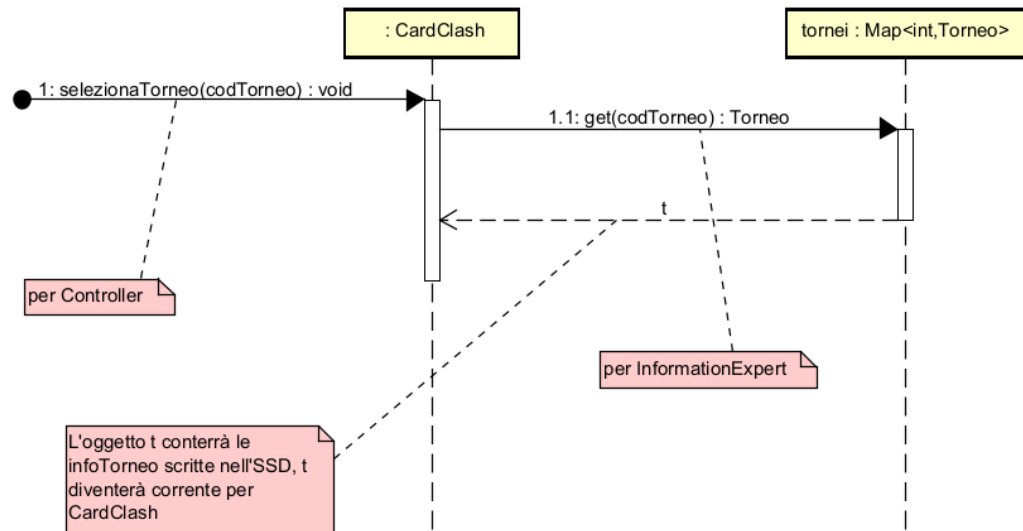 : CardClash
tornei : Map<int,Torneo>
1: selezionaTorneo(codTorneo) : void
1.1: get(codTorneo) : Torneo
t
per Controller
per InformationExpert
L'oggetto t conterrà le
infoTorneo scritte nell'SSD, t
diventerà corrente per
CardClash